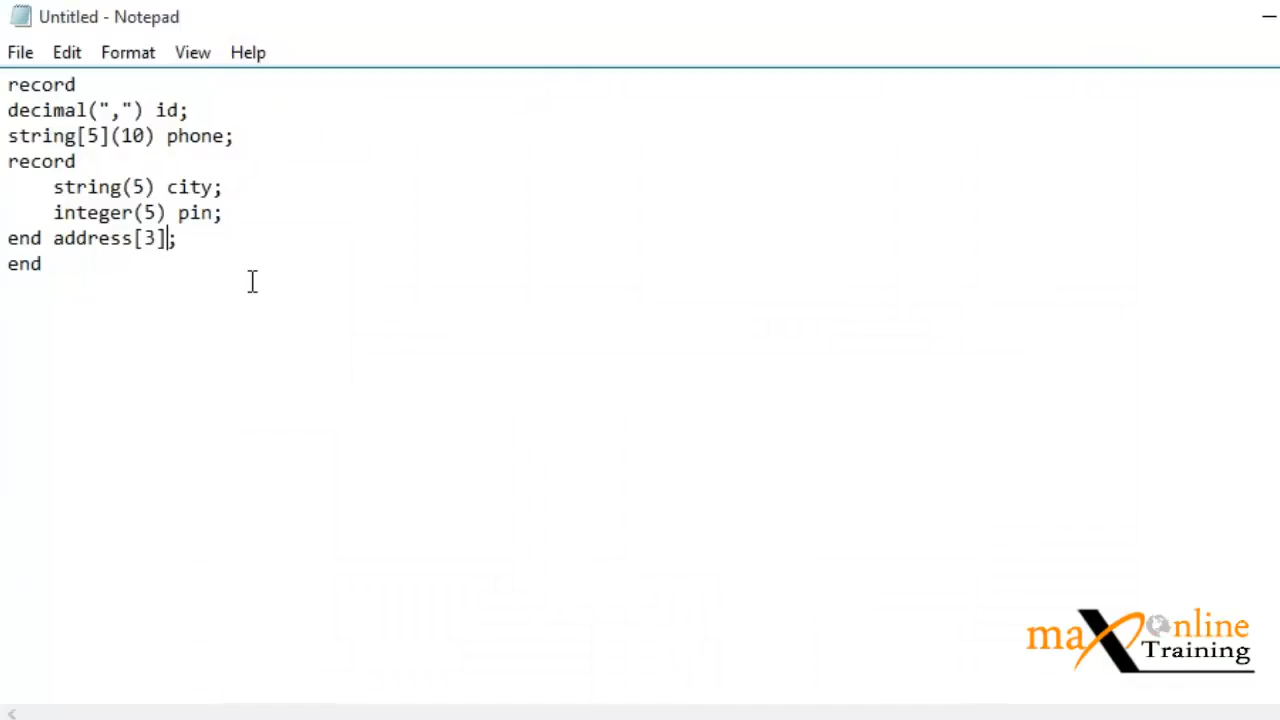 Untitled - Notepad
File Edit Format View Help
record
decimal(",") id;
string[5](10) phone;
record
    string(5) city;
    integer(5) pin;
end address[3];
end
maX Online
Training